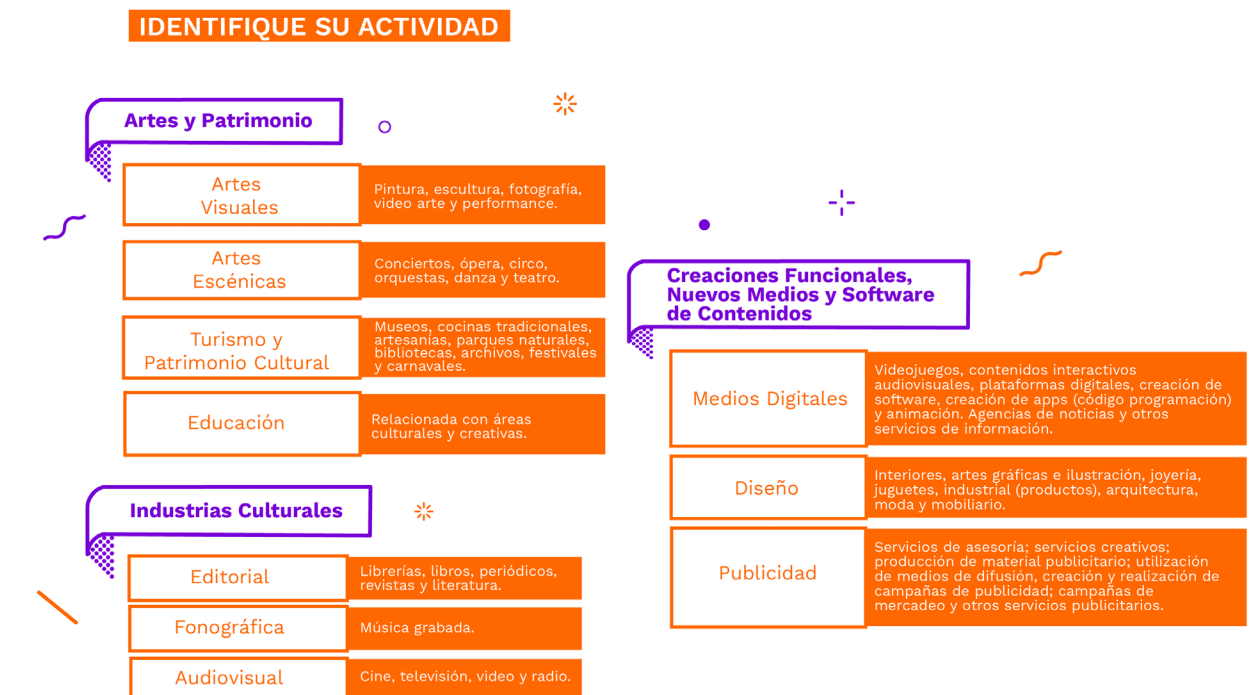 IDENTIFIQUE SU ACTIVIDAD
Artes y Patrimonio
Artes
Visuales
Pintura, escultura, fotografía,
video arte y performance.
Artes
Escénicas
Conciertos, ópera, circo,
orquestas, danza y teatro.
Turismo y
Patrimonio Cultural
Museos, cocinas tradicionales,
artesanías, parques naturales,
bibliotecas, archivos, festivales
y carnavales.
Educación
Relacionada con áreas
culturales y creativas.
Industrias Culturales
Editorial
Librerías, libros, periódicos,
revistas y literatura.
Fonográfica
Música grabada.
Audiovisual
Cine, televisión, video y radio.
Creaciones Funcionales,
Nuevos Medios y Software
de Contenidos
Medios Digitales
Videojuegos, contenidos interactivos
audiovisuales, plataformas digitales, creación de
software, creación de apps (código programación)
y animación. Agencias de noticias y otros
servicios de información.
Diseño
Interiores, artes gráficas e ilustración, joyería,
juguetes, industrial (productos), arquitectura,
moda y mobiliario.
Publicidad
Servicios de asesoría; servicios creativos;
producción de material publicitario; utilización
de medios de difusión, creación y realización de
campañas de publicidad; campañas de
mercadeo y otros servicios publicitarios.